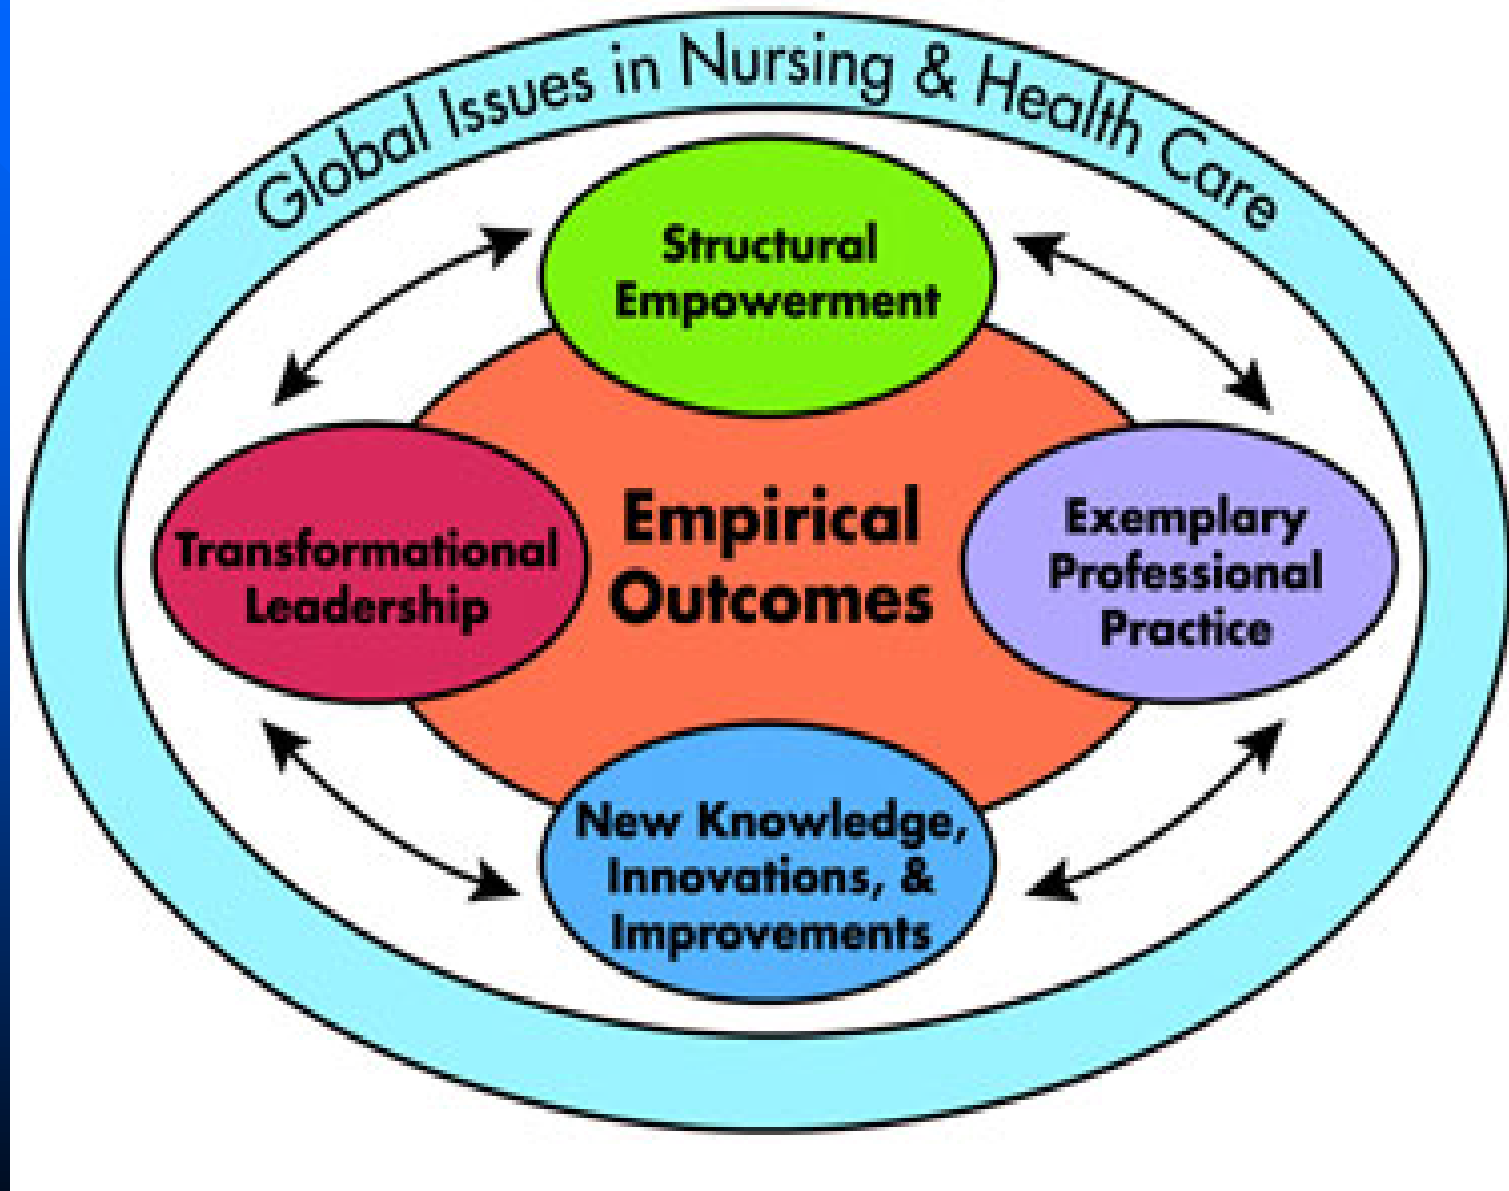 Global Issues in Nursing & Health Care
Structural
Empowerment
Transformational
Leadership
Empirical
Outcomes
Exemplary
Professional
Practice
New Knowledge,
Innovations, &
Improvements